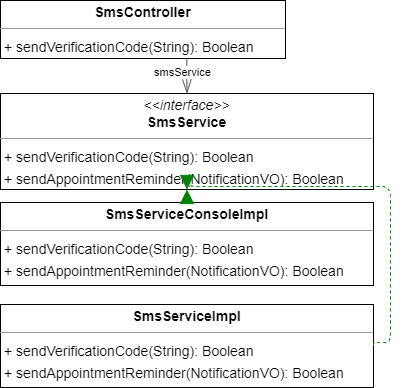 SmsController
+ sendVerificationCode(String): Boolean
smsService
<<interface>>
SmsService
+ sendVerificationCode(String): Boolean
+ sendAppointmentReminder(NotificationVO): Boolean
SmsServiceConsoleImpl
+ sendVerificationCode(String): Boolean
+ sendAppointmentReminder(NotificationVO): Boolean
SmsServiceImpl
+ sendVerificationCode(String): Boolean
+ sendAppointmentReminder(NotificationVO): Boolean